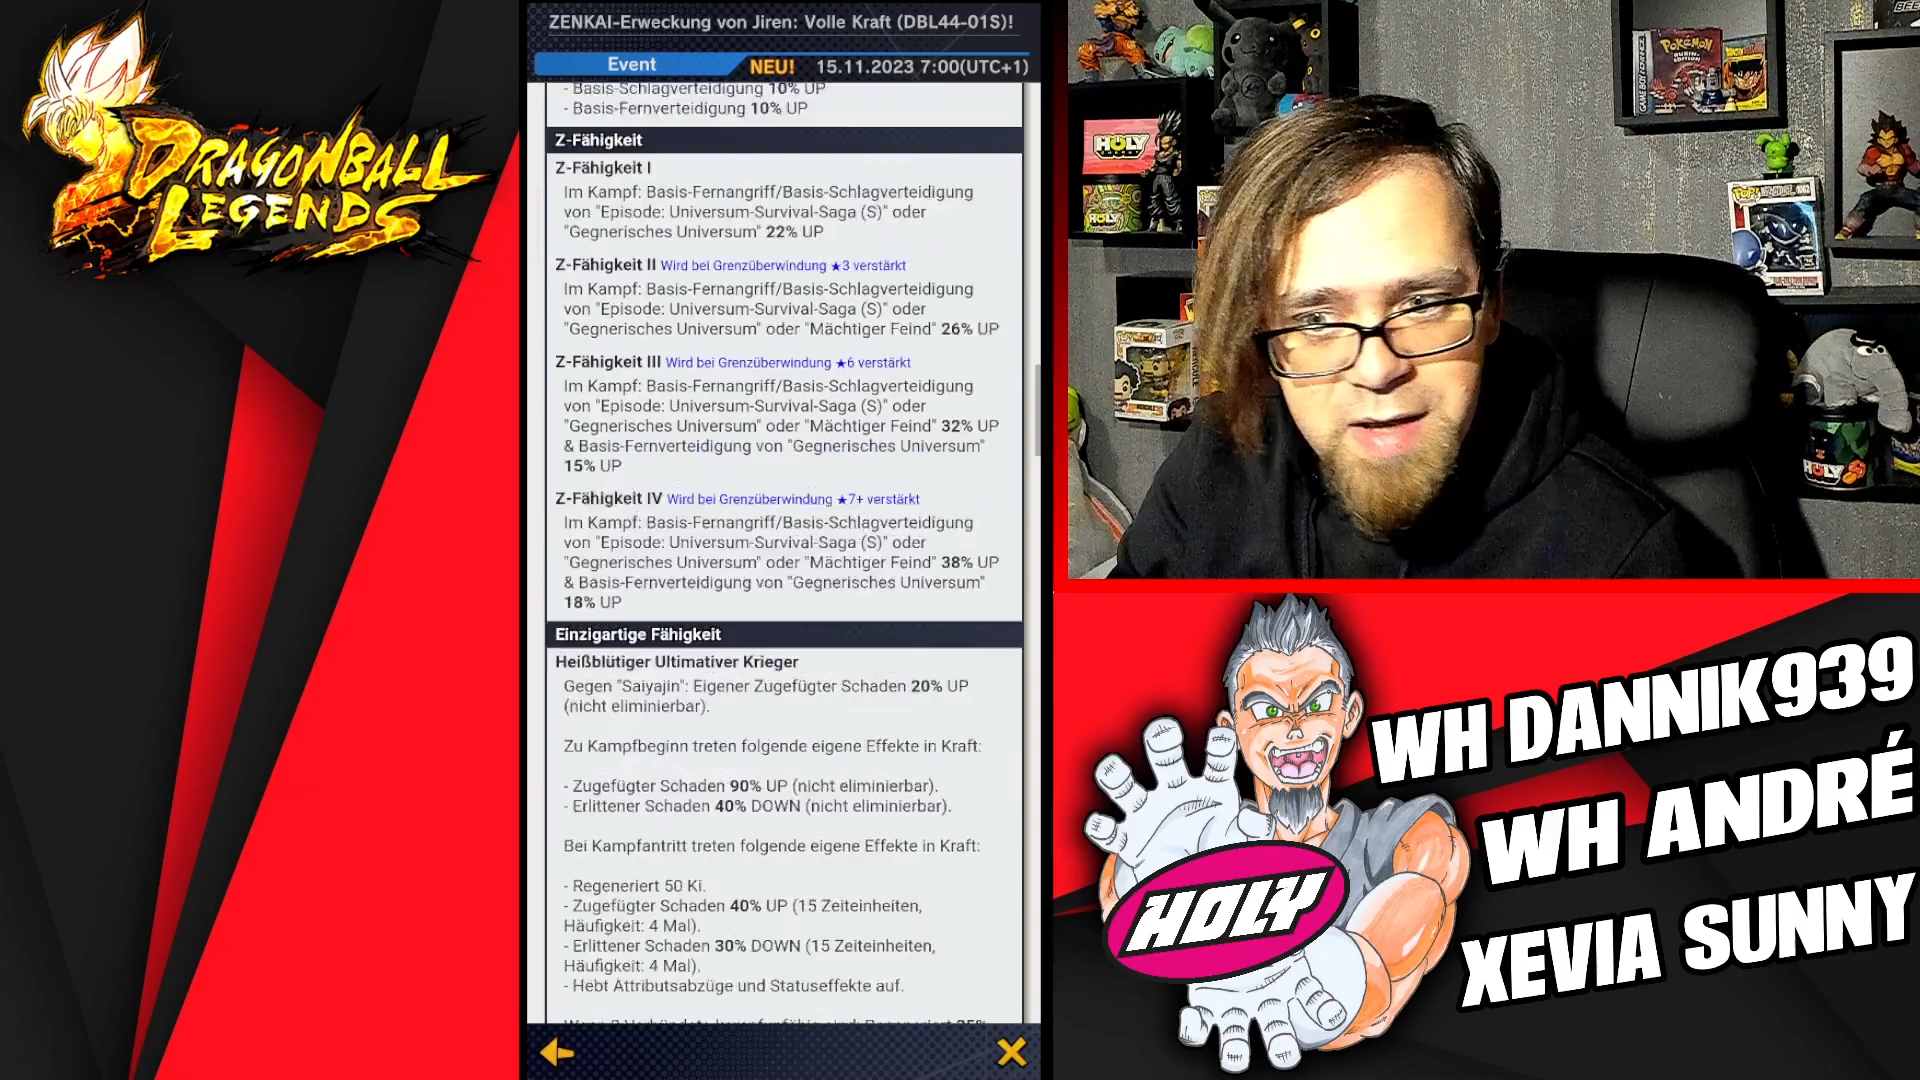 DRAGONBALL
LEGENDS
ZENKAI-Erweckung von Jiren: Volle Kraft (DBL44-01S)!
Event
NEU!
15.11.2023 7:00(UTC+1)
- Basis-Schlagverteidigung 10% UP
- Basis-Fernverteidigung 10% UP
Z-Fähigkeit
Z-Fähigkeit I
Im Kampf: Basis-Fernangriff/Basis-Schlagverteidigung
von "Episode: Universum-Survival-Saga (S)" oder
"Gegnerisches Universum" 22% UP
Z-Fähigkeit II Wird bei Grenzüberwindung ★3 verstärkt
Im Kampf: Basis-Fernangriff/Basis-Schlagverteidigung
von "Episode: Universum-Survival-Saga (S)" oder
"Gegnerisches Universum" oder "Mächtiger Feind" 26% UP
Z-Fähigkeit III Wird bei Grenzüberwindung ★6 verstärkt
Im Kampf: Basis-Fernangriff/Basis-Schlagverteidigung
von "Episode: Universum-Survival-Saga (S)" oder
"Gegnerisches Universum" oder "Mächtiger Feind" 32% UP
& Basis-Fernverteidigung von "Gegnerisches Universum"
15% UP
Z-Fähigkeit IV Wird bei Grenzüberwindung ★7+ verstärkt
Im Kampf: Basis-Fernangriff/Basis-Schlagverteidigung
von "Episode: Universum-Survival-Saga (S)" oder
"Gegnerisches Universum" oder "Mächtiger Feind" 38% UP
& Basis-Fernverteidigung von "Gegnerisches Universum"
18% UP
Einzigartige Fähigkeit
Heißblütiger Ultimativer Krieger
Gegen "Saiyajin": Eigener Zugefügter Schaden 20% UP
(nicht eliminierbar).
Zu Kampfbeginn treten folgende eigene Effekte in Kraft:
- Zugefügter Schaden 90% UP (nicht eliminierbar).
- Erlittener Schaden 40% DOWN (nicht eliminierbar).
Bei Kampfantritt treten folgende eigene Effekte in Kraft:
- Regeneriert 50 Ki.
- Zugefügter Schaden 40% UP (15 Zeiteinheiten,
Häufigkeit: 4 Mal).
- Erlittener Schaden 30% DOWN (15 Zeiteinheiten,
Häufigkeit: 4 Mal).
- Hebt Attributsabzüge und Statuseffekte auf.
HOLY
HOLY
Pokémon
HOLY
HOLY
WH DANNIK939
WH ANDRÉ
XEVIA SUNNY